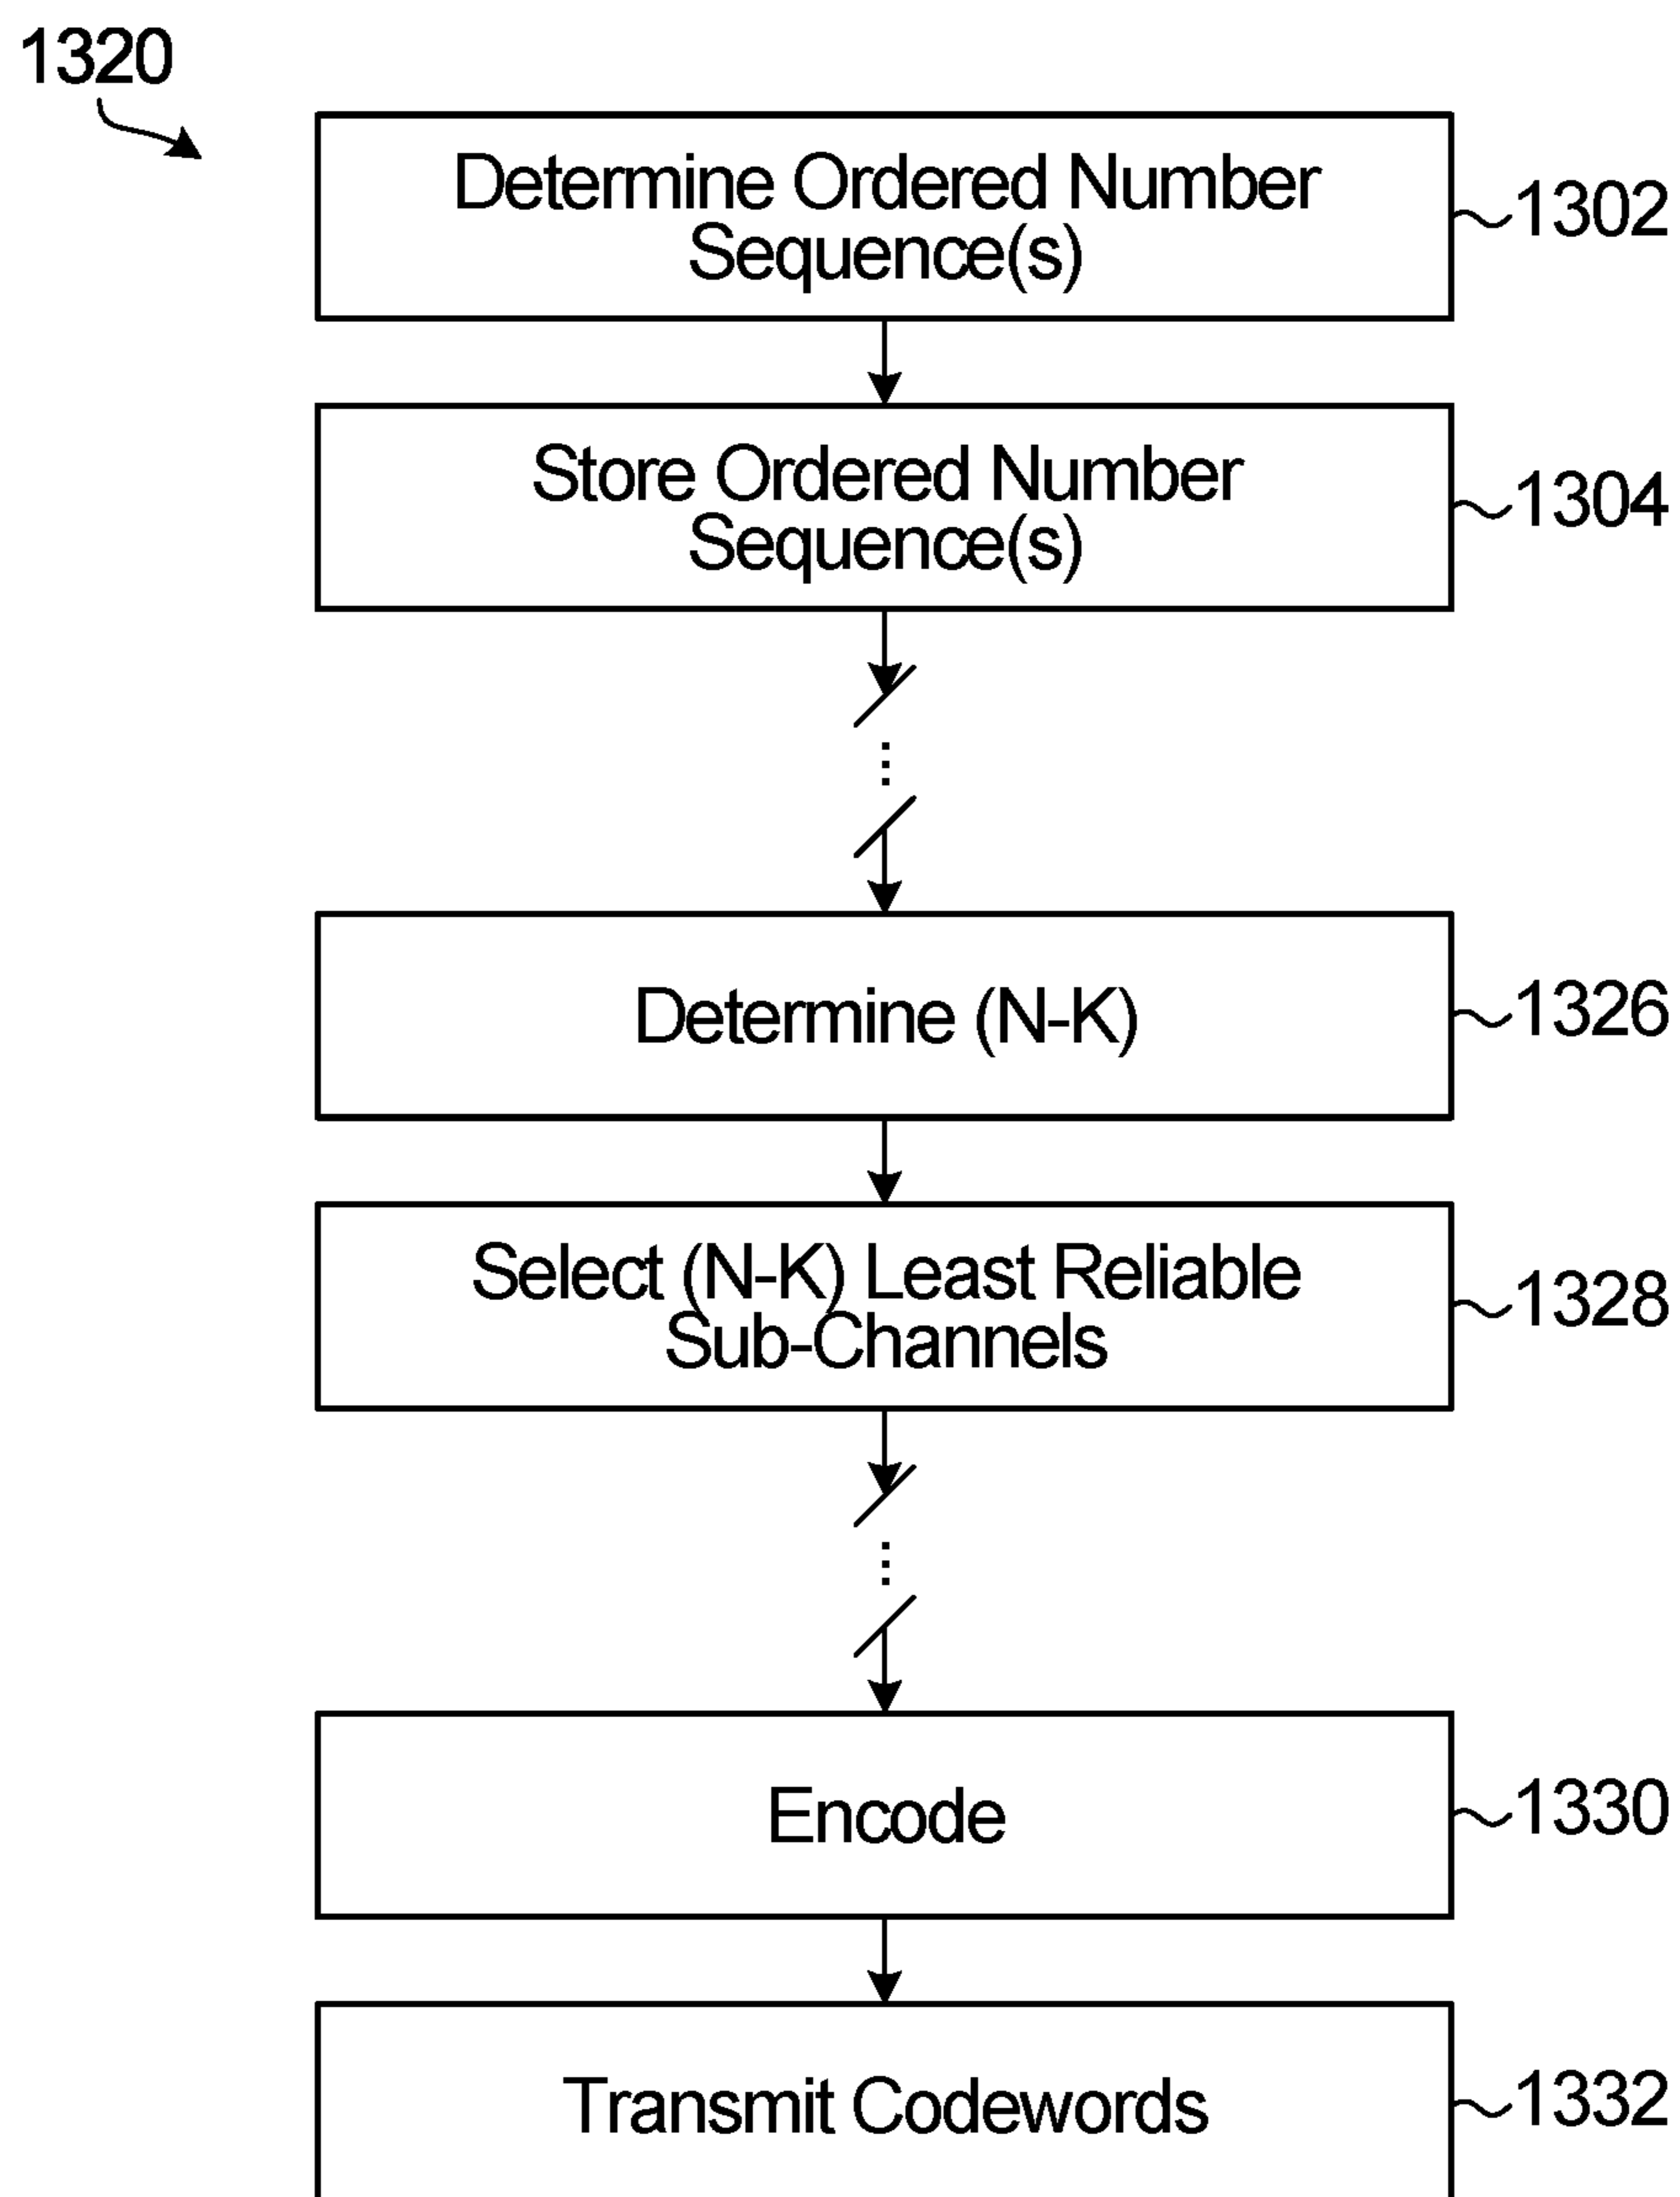 1320
Determine Ordered Number
Sequence(s)
1302
Store Ordered Number
Sequence(s)
1304
Determine (N-K)
1326
Select (N-K) Least Reliable
Sub-Channels
1328
Encode
1330
Transmit Codewords
1332